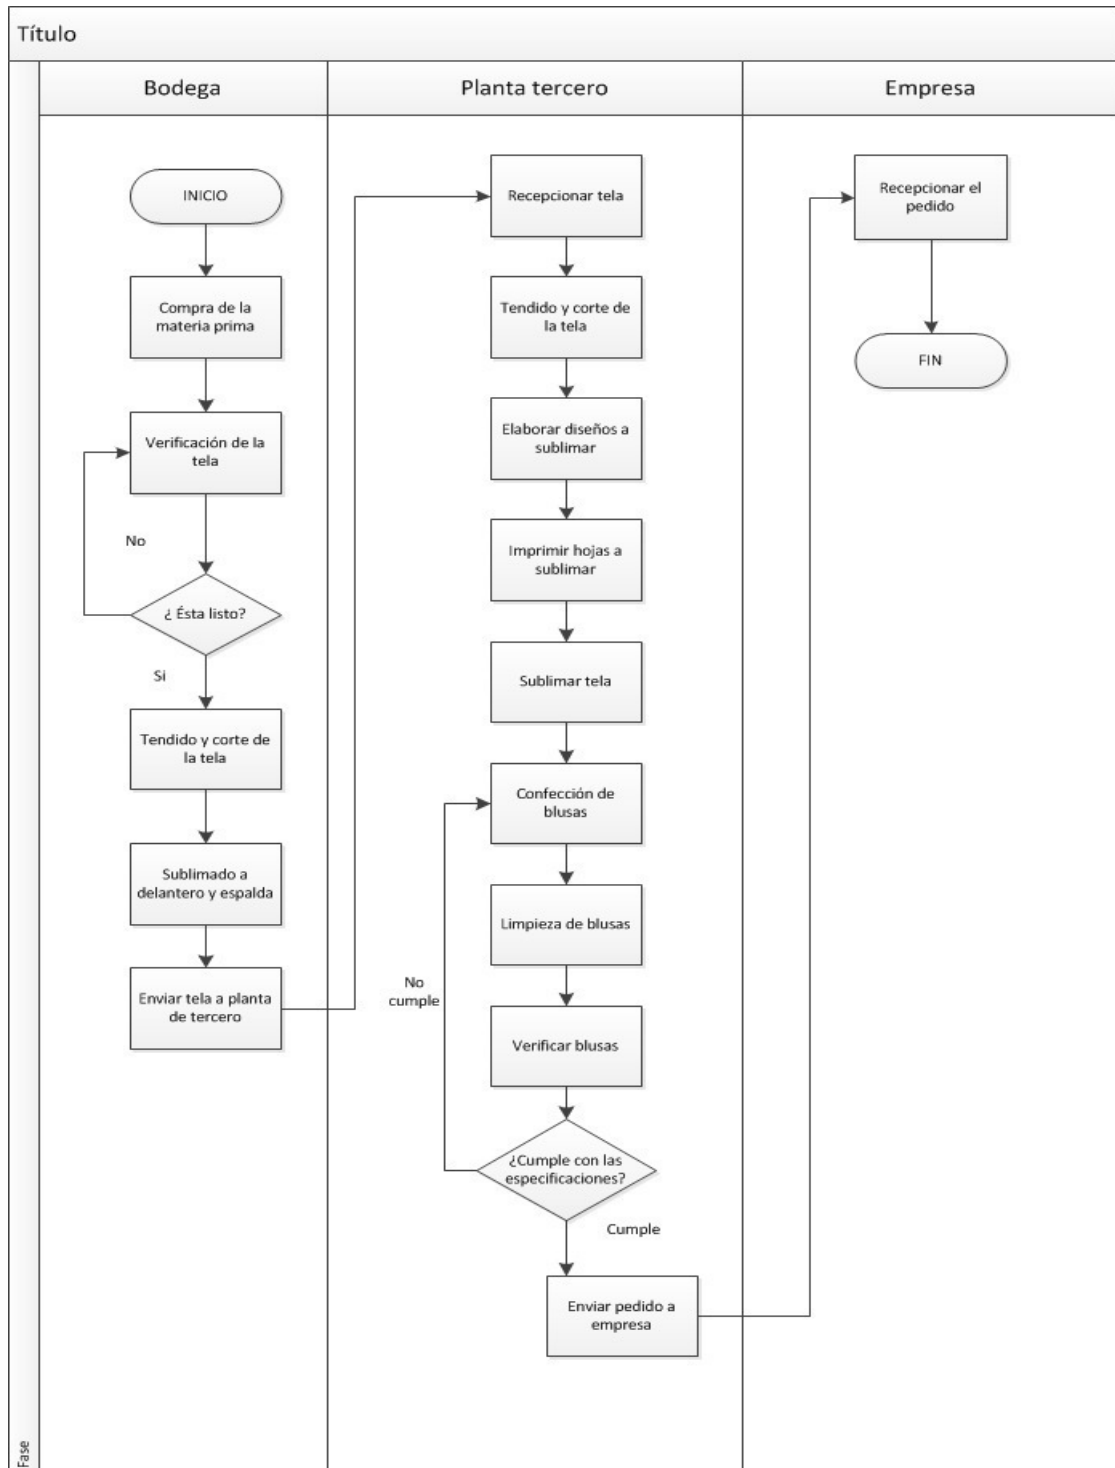 Título
Bodega
Planta tercero
Empresa
INICIO
Compra de la
materia prima
Verificación de la
tela
No
¿ Ésta listo?
Si
Tendido y corte de
la tela
Sublimado a
delantero y espalda
Enviar tela a planta
de tercero
Recepcionar tela
Tendido y corte de
la tela
Elaborar diseños a
sublimar
Imprimir hojas a
sublimar
Sublimar tela
Confección de
blusas
Limpieza de blusas
No
cumple
Verificar blusas
¿Cumple con las
especificaciones?
Cumple
Enviar pedido a
empresa
Recepcionar el
pedido
FIN
Fase